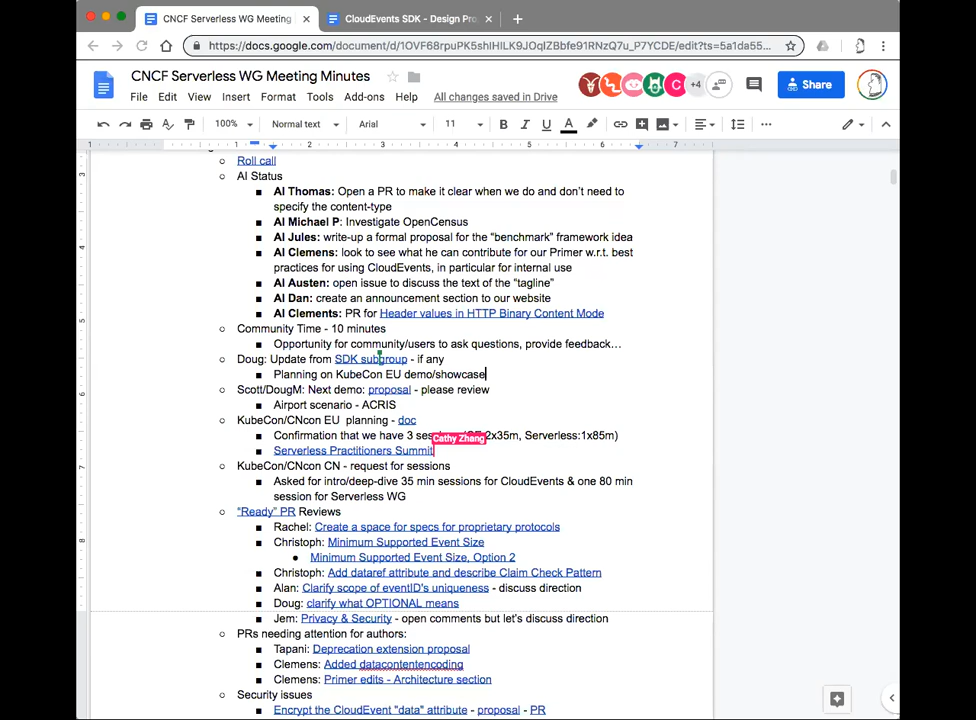 CNCF Serverless WG Meeting
CloudEvents SDK - Design Pro
https://docs.google.com/document/d/1OVF68rpuPK5shIHILK9JOqIZBbfe91RNzQ7u_P7YCDE/edit?ts=5a1da55...
CNCF Serverless WG Meeting Minutes
File Edit View Insert Format Tools Add-ons Help All changes saved in Drive
+4
Share
100% Normal text Arial 11 B I U A
1 1 2 3 4 5 6 7
Roll call
AI Status
AI Thomas: Open a PR to make it clear when we do and don't need to
specify the content-type
AI Michael P: Investigate OpenCensus
AI Jules: write-up a formal proposal for the "benchmark" framework idea
AI Clemens: look to see what he can contribute for our Primer w.r.t. best
practices for using CloudEvents, in particular for internal use
AI Austen: open issue to discuss the text of the "tagline"
AI Dan: create an announcement section to our website
AI Clements: PR for Header values in HTTP Binary Content Mode
Community Time - 10 minutes
Opportunity for community/users to ask questions, provide feedback…
Doug: Update from SDK subgroup - if any
Planning on KubeCon EU demo/showcase
Scott/DougM: Next demo: proposal - please review
Airport scenario - ACRIS
KubeCon/CNcon EU planning - doc
Confirmation that we have 3 2x35m, Serverless:1x85m)
Cathy Zhang
Serverless Practitioners Summit
KubeCon/CNcon CN - request for sessions
Asked for intro/deep-dive 35 min sessions for CloudEvents & one 80 min
session for Serverless WG
"Ready" PR Reviews
Rachel: Create a space for specs for proprietary protocols
Christoph: Minimum Supported Event Size
Minimum Supported Event Size, Option 2
Christoph: Add dataref attribute and describe Claim Check Pattern
Alan: Clarify scope of eventID's uniqueness - discuss direction
Doug: clarify what OPTIONAL means
Jem: Privacy & Security - open comments but let's discuss direction
PRs needing attention for authors:
Tapani: Deprecation extension proposal
Clemens: Added datacontentencoding
Clemens: Primer edits - Architecture section
Security issues
Encrypt the CloudEvent "data" attribute - proposal - PR